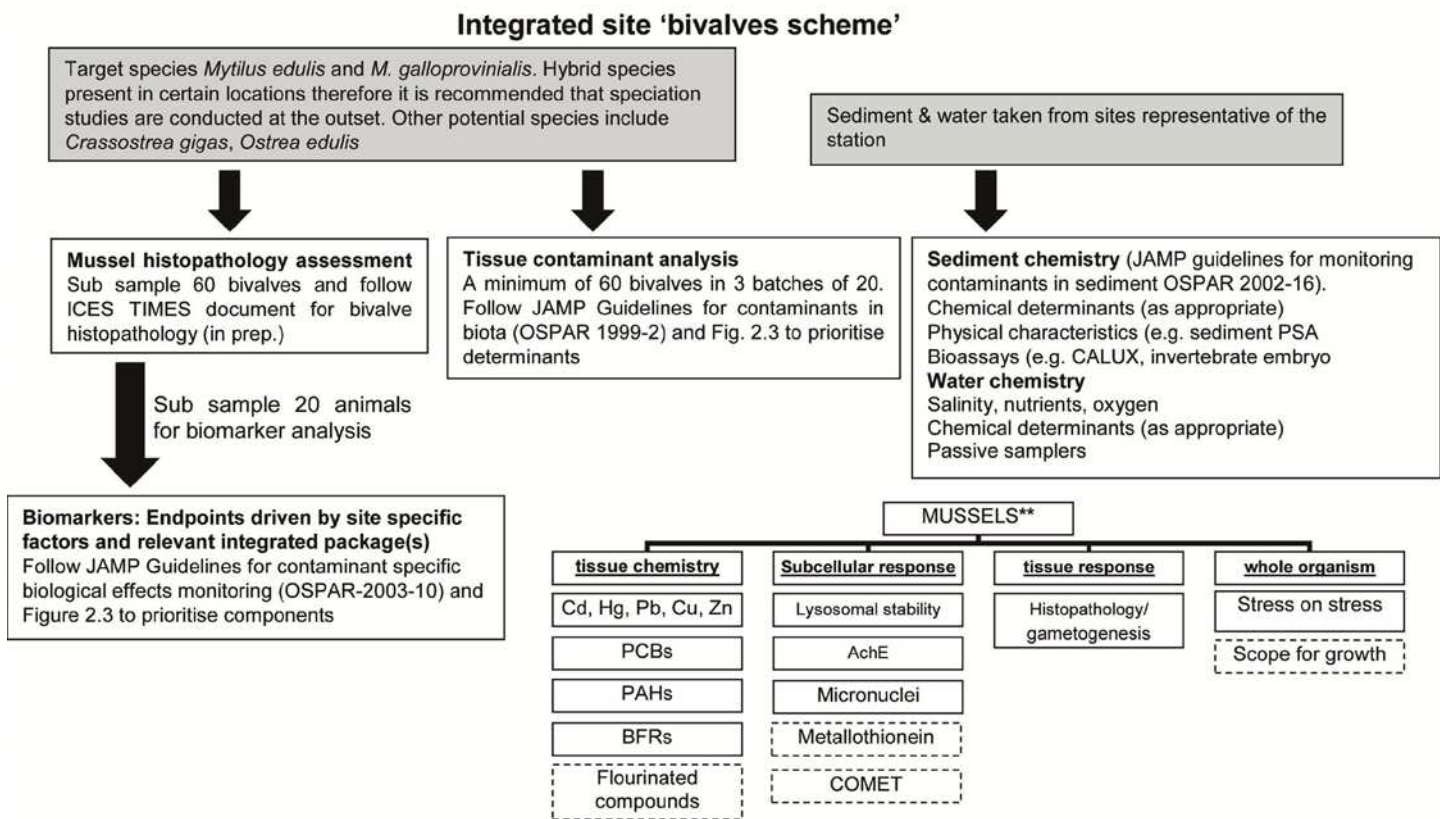 Integrated site ‘bivalves scheme’
Target species Mytilus edulis and M. galloprovinialis. Hybrid species
present in certain locations therefore it is recommended that speciation
studies are conducted at the outset. Other potential species include
Crassostrea gigas, Ostrea edulis
Sediment & water taken from sites representative of the
station
Mussel histopathology assessment
Sub sample 60 bivalves and follow
ICES TIMES document for bivalve
histopathology (in prep.)
Tissue contaminant analysis
A minimum of 60 bivalves in 3 batches of 20.
Follow JAMP Guidelines for contaminants in
biota (OSPAR 1999-2) and Fig. 2.3 to prioritise
determinants
Sediment chemistry (JAMP guidelines for monitoring
contaminants in sediment OSPAR 2002-16).
Chemical determinants (as appropriate)
Physical characteristics (e.g. sediment PSA
Bioassays (e.g. CALUX, invertebrate embryo
Water chemistry
Salinity, nutrients, oxygen
Chemical determinants (as appropriate)
Passive samplers
Sub sample 20 animals
for biomarker analysis
Biomarkers: Endpoints driven by site specific
factors and relevant integrated package(s)
Follow JAMP Guidelines for contaminant specific
biological effects monitoring (OSPAR-2003-10) and
Figure 2.3 to prioritise components
MUSSELS**
tissue chemistry
Cd, Hg, Pb, Cu, Zn
PCBs
PAHs
BFRs
Flourinated
compounds
Subcellular response
Lysosomal stability
AchE
Micronuclei
Metallothionein
COMET
tissue response
Histopathology/
gametogenesis
whole organism
Stress on stress
Scope for growth